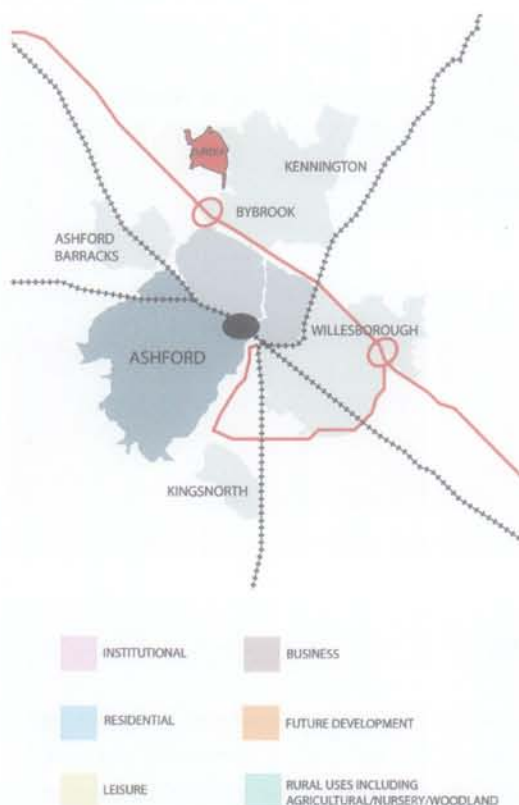 EUREKA
KENNINGTON
BYBROOK
ASHFORD
BARRACKS
WILLESBOROUGH
ASHFORD
KINGSNORTH
INSTITUTIONAL
BUSINESS
RESIDENTIAL
FUTURE DEVELOPMENT
LEISURE
RURAL USES INCLUDING
AGRICULTURAL/NURSERY/WOODLAND